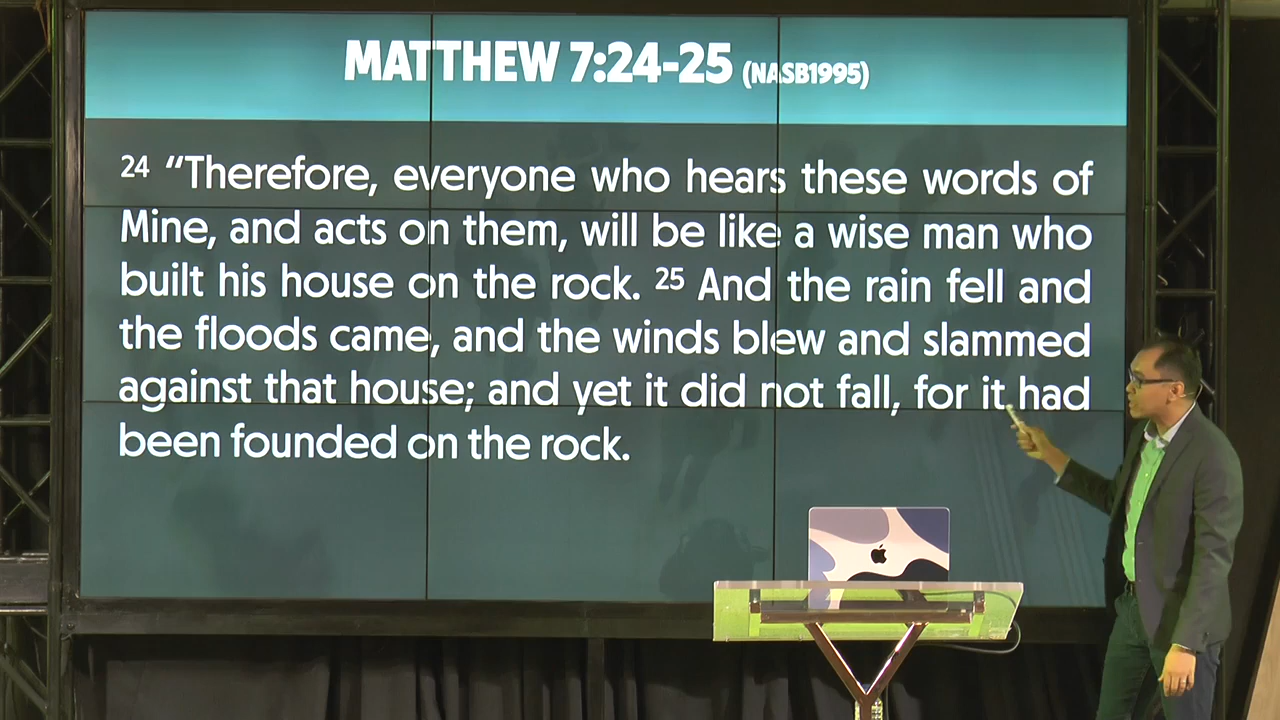 MATTHEW 7:24-25 (NASB1995)
24 “Therefore, everyone who hears these words of
Mine, and acts on them, will be like a wise man who
built his house on the rock. 25 And the rain fell and
the floods came, and the winds blew and slammed
against that house; and yet it did not fall, for it had
been founded on the rock.